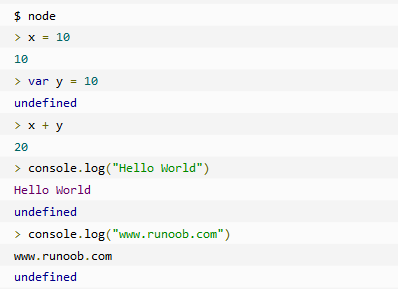 $ node
> x = 10
10
> var y = 10
undefined
> x + y
20
> console.log("Hello World")
Hello World
undefined
> console.log("www.runoob.com")
www.runoob.com
undefined